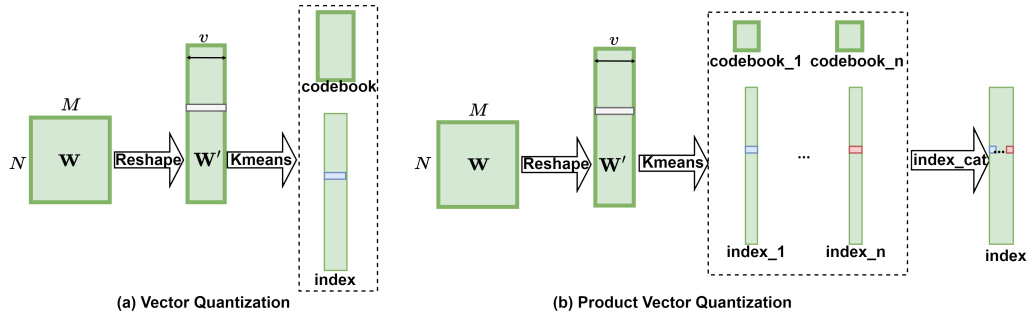 v
codebook
M
N
W
Reshape
W'
Kmeans
index
(a) Vector Quantization
v
codebook_1
codebook_n
M
N
W
Reshape
W'
Kmeans
...
index_cat
...
index_1
index_n
index
(b) Product Vector Quantization